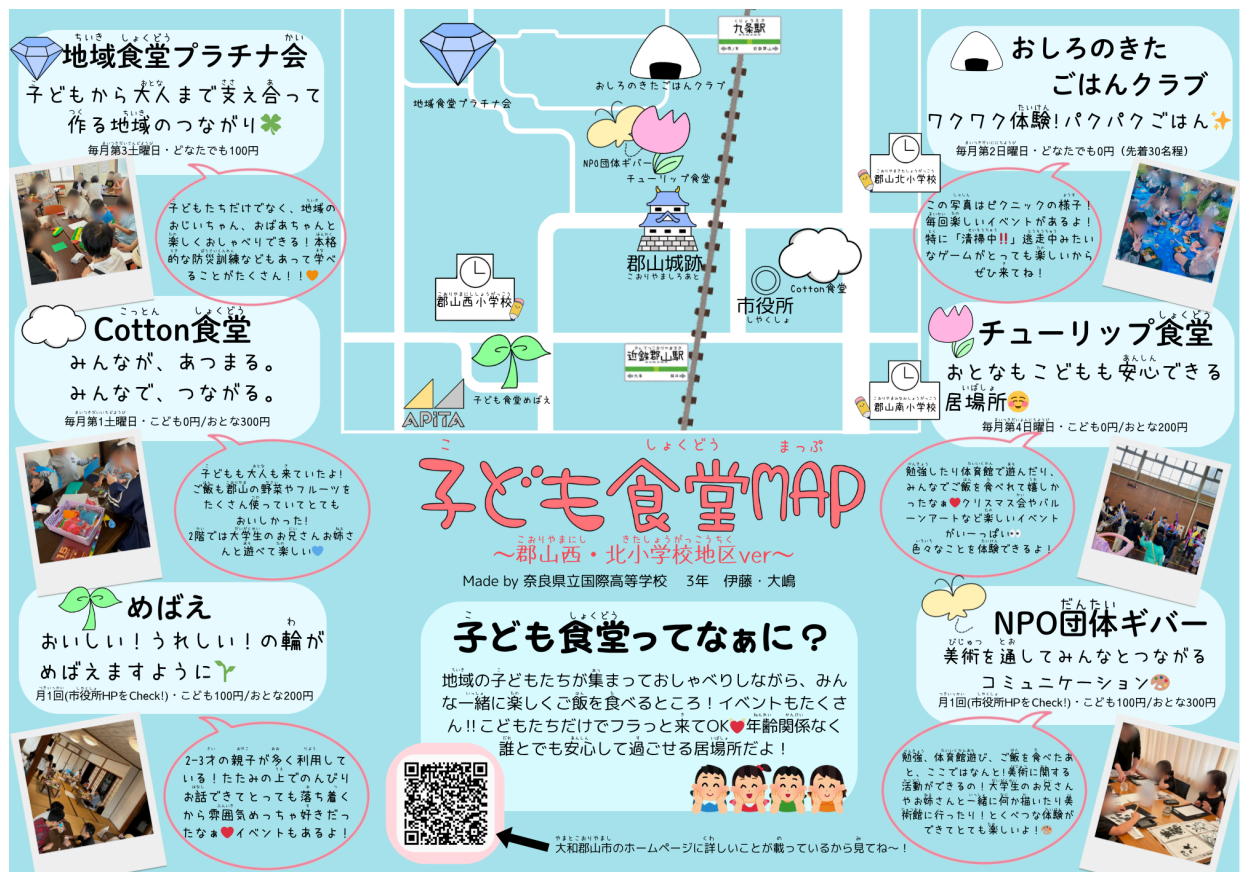 地域食堂プラチナ会
子どもから大人まで支え合って
作る地域のつながり🍀
毎月第3土曜日・どなたでも100円
子どもたちだけでなく、地域の
おじいちゃん、おばあちゃんと
楽しくおしゃべりできる！本格
的な防災訓練などもあって学べ
ることがたくさん！！🧡
Cotton食堂
みんなが、あつまる。
みんなで、つながる。
毎月第1土曜日・こども0円/おとな300円
子どもも大人も来ていたよ!
ご飯も郡山の野菜やフルーツを
たくさん使っていてとても
おいしかった!
2階では大学生のお兄さんお姉さ
んと遊べて楽しい💙
めばえ
おいしい！うれしい！の輪が
めばえますように🌱
月1回(市役所HPをCheck!)・こども100円/おとな200円
2-3才の親子が多く利用して
いる！たたみの上でのんびり
お話できてとっても落ち着く
から雰囲気めっちゃ好きだっ
たなぁ❤イベントもあるよ！
地域食堂プラチナ会
おしろのきたごはんクラブ
九条駅
NPO団体ギバー
チューリップ食堂
郡山城跡
こおりやましろあと
Cotton食堂
市役所
しやくしょ
郡山西小学校
近鉄郡山駅
子ども食堂めばえ
APiTA
郡山北小学校
郡山南小学校
子ども食堂MAP
〜郡山西・北小学校地区ver〜
Made by 奈良県立国際高等学校　3年　伊藤・大嶋
子ども食堂ってなぁに？
地域の子どもたちが集まっておしゃべりしながら、みん
な一緒に楽しくご飯を食べるところ！イベントもたくさ
ん‼こどもたちだけでフラっと来てOK❤年齢関係なく
誰とでも安心して過ごせる居場所だよ！
大和郡山市のホームページに詳しいことが載っているから見てね〜！
おしろのきた
ごはんクラブ
ワクワク体験!パクパクごはん✨
毎月第2日曜日・どなたでも0円（先着30名程）
この写真はピクニックの様子！
毎回楽しいイベントがあるよ！
特に「清掃中‼」逃走中みたい
なゲームがとっても楽しいから
ぜひ来てね！
チューリップ食堂
おとなもこどもも安心できる
居場所☺
毎月第4日曜日・こども0円/おとな200円
勉強したり体育館で遊んだり、
みんなでご飯を食べれて嬉しか
ったなぁ❤クリスマス会やバル
ーンアートなど楽しいイベント
がいーっぱい👀
色々なことを体験できるよ！
NPO団体ギバー
美術を通してみんなとつながる
コミュニケーション🎨
月1回(市役所HPをCheck!)・こども100円/おとな300円
勉強、体育館遊び、ご飯を食べたあ
と、ここではなんと!美術に関する
活動ができるの！大学生のお兄さん
やお姉さんと一緒に何か描いたり美
術館に行ったり！とくべつな体験が
できてとても楽しいよ！🎨